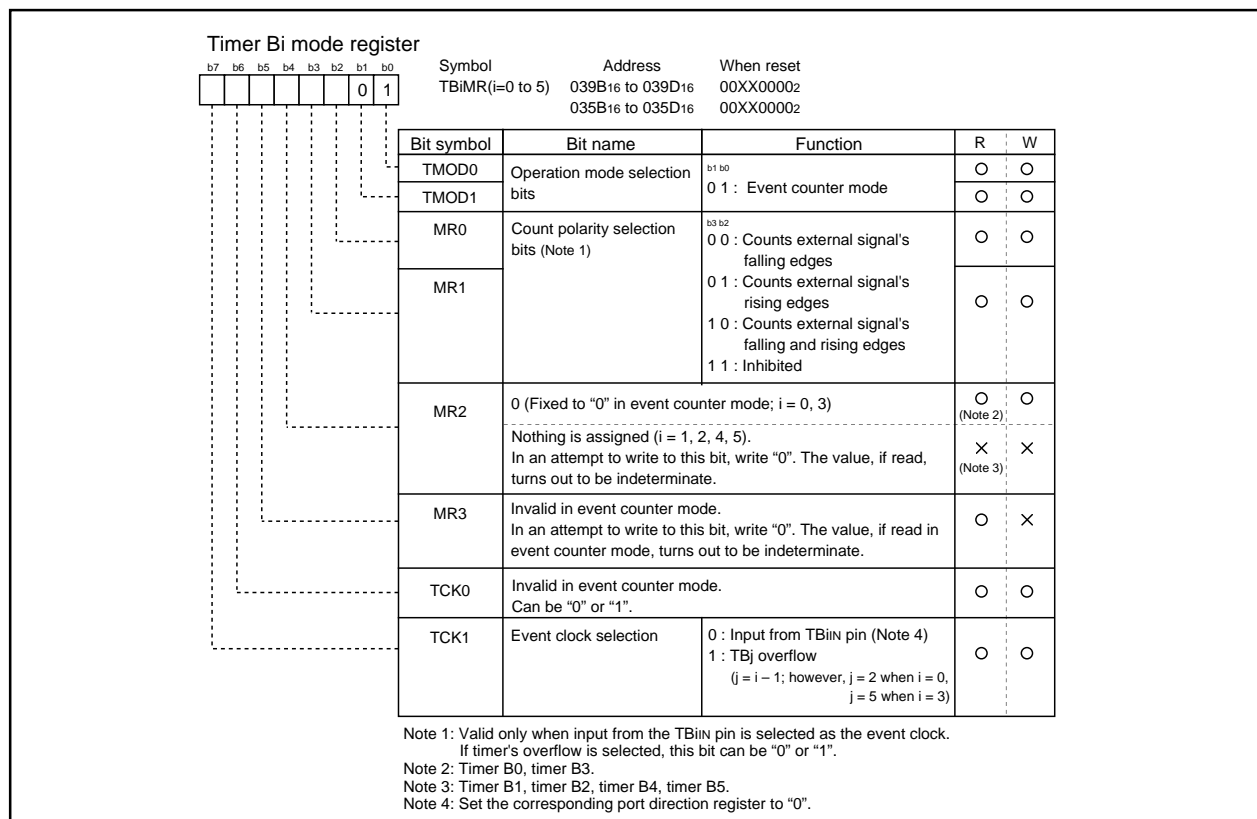 Timer Bi mode register
b7 b6 b5 b4 b3 b2 b1 b0
0 1
Symbol Address When reset
TBiMR(i=0 to 5) 039B16 to 039D16 00XX00002
035B16 to 035D16 00XX00002
Bit symbol Bit name Function R W
TMOD0
TMOD1
Operation mode selection
bits
b1 b0
0 1 : Event counter mode
MR0
MR1
Count polarity selection
bits (Note 1)
b3 b2
0 0 : Counts external signal's
falling edges
0 1 : Counts external signal's
rising edges
1 0 : Counts external signal's
falling and rising edges
1 1 : Inhibited
MR2
0 (Fixed to “0” in event counter mode; i = 0, 3)
(Note 2)
Nothing is assigned (i = 1, 2, 4, 5).
In an attempt to write to this bit, write “0”. The value, if read,
turns out to be indeterminate.
(Note 3)
MR3
Invalid in event counter mode.
In an attempt to write to this bit, write “0”. The value, if read in
event counter mode, turns out to be indeterminate.
TCK0
Invalid in event counter mode.
Can be “0” or “1”.
TCK1
Event clock selection
0 : Input from TBiIN pin (Note 4)
1 : TBj overflow
(j = i – 1; however, j = 2 when i = 0,
j = 5 when i = 3)
Note 1: Valid only when input from the TBiIN pin is selected as the event clock.
If timer's overflow is selected, this bit can be “0” or “1”.
Note 2: Timer B0, timer B3.
Note 3: Timer B1, timer B2, timer B4, timer B5.
Note 4: Set the corresponding port direction register to “0”.